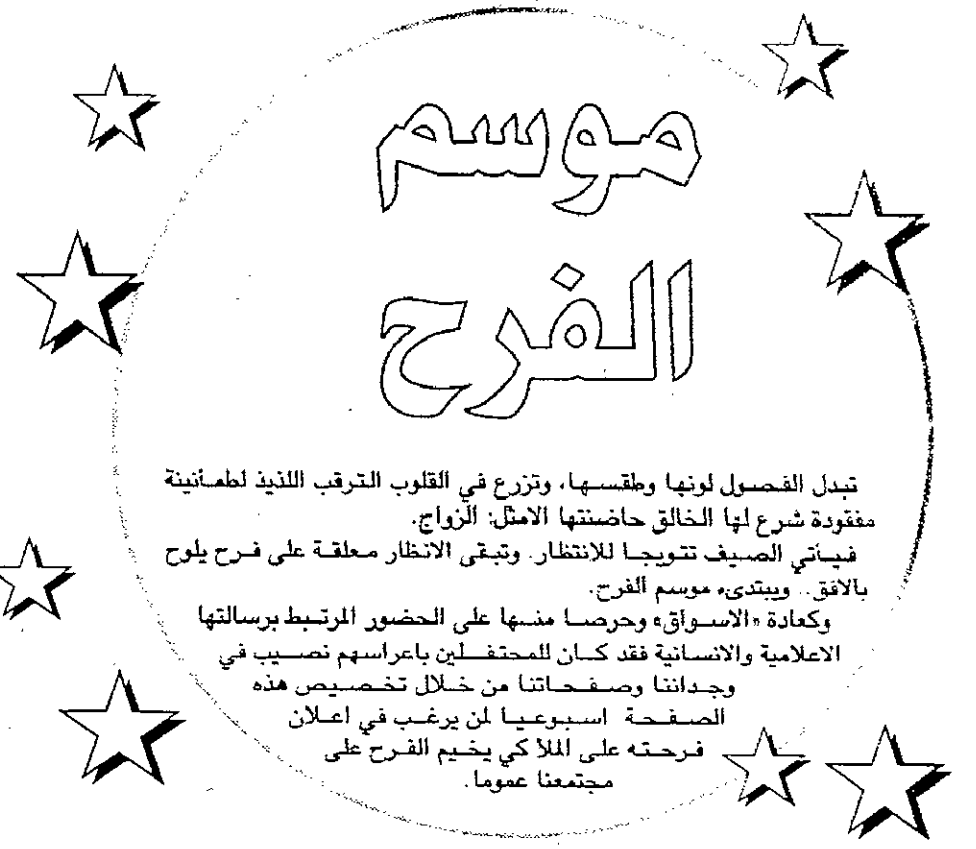 موسم
الفرح
تبدل الفصول لونها وطقسها، وتزرع في القلوب الترقب اللذيذ لطمأنينة
مفقودة شرع لها الخالق حاضنتها الامثل: الزواج.
فيأتي الصيف تتويجا للانتظار. وتبقى الانظار معلقة على فرح يلوح
بالافق.. ويبتدىء موسم الفرح.
وكعادة «الاسواق» وحرصا منها على الحضور المرتبط برسالتها
الاعلامية والانسانية فقد كان للمحتفلين باعراسهم نصيب في
وجداننا وصفحاتنا من خلال تخصيص هذه
الصفحة اسبوعيا لمن يرغب في اعلان
فرحته على الملأ كي يخيم الفرح على
مجتمعنا عموما.